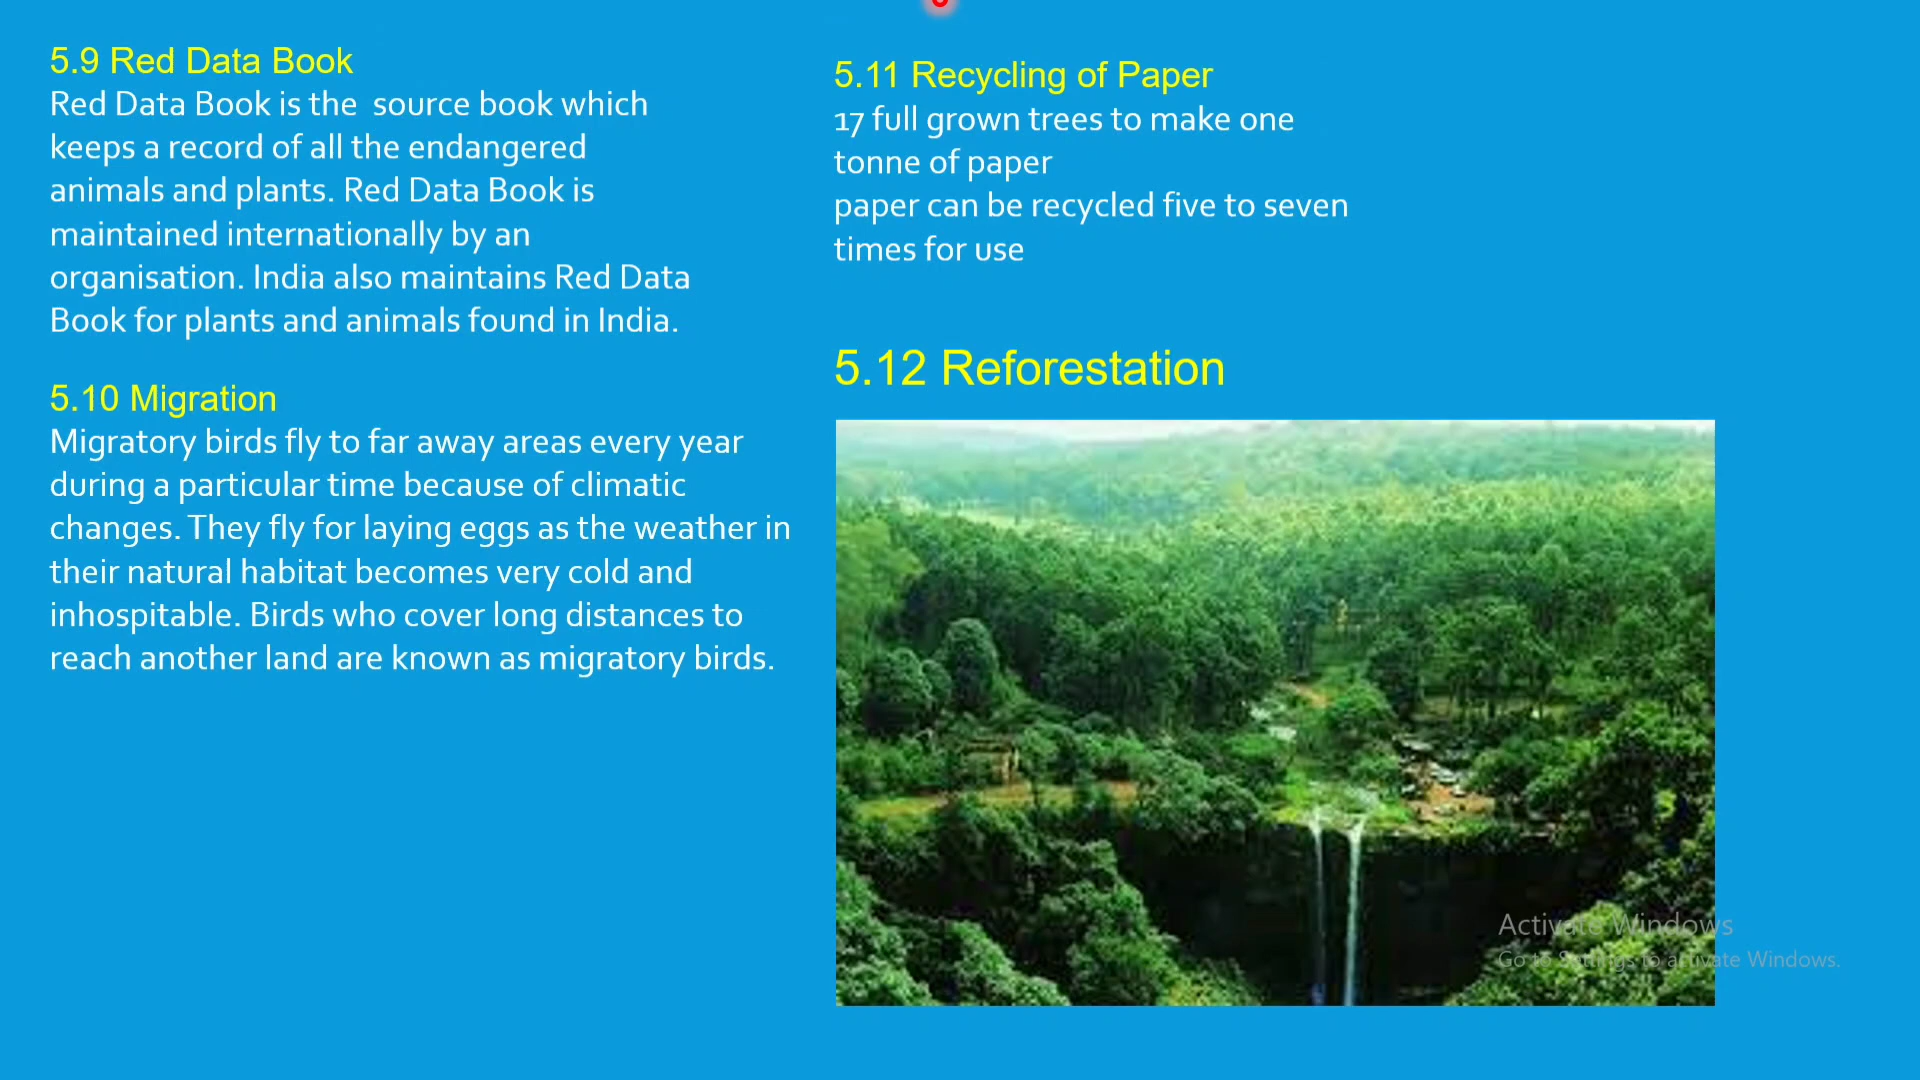 5.9 Red Data Book
Red Data Book is the  source book which
keeps a record of all the endangered
animals and plants. Red Data Book is
maintained internationally by an
organisation. India also maintains Red Data
Book for plants and animals found in India.
5.10 Migration
Migratory birds fly to far away areas every year
during a particular time because of climatic
changes. They fly for laying eggs as the weather in
their natural habitat becomes very cold and
inhospitable. Birds who cover long distances to
reach another land are known as migratory birds.
5.11 Recycling of Paper
17 full grown trees to make one
tonne of paper
paper can be recycled five to seven
times for use
5.12 Reforestation
Activate Windows
Go to Settings to activate Windows.